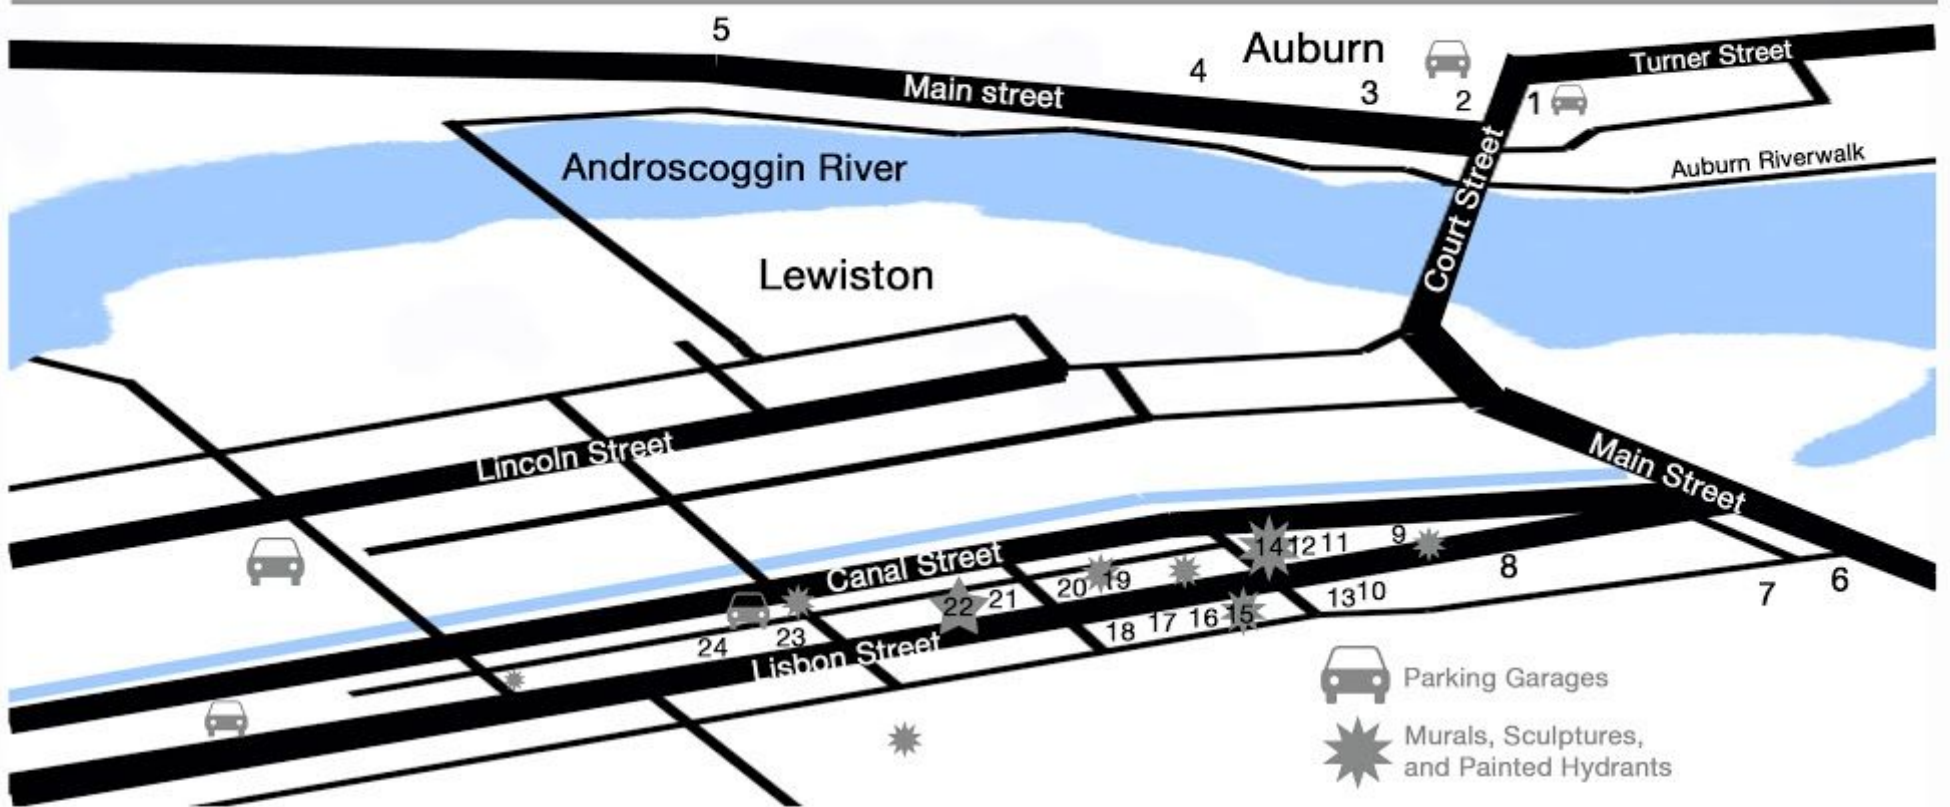 5
Auburn
Turner Street
4
Main street
3
2
1
Auburn Riverwalk
Androscoggin River
Court Street
Lewiston
Lincoln Street
Main Street
Canal Street
14
12
11
9
8
20
19
7
6
22
21
13
10
18
17
16
15
24
23
Lisbon Street
Parking Garages
Murals, Sculptures,
and Painted Hydrants